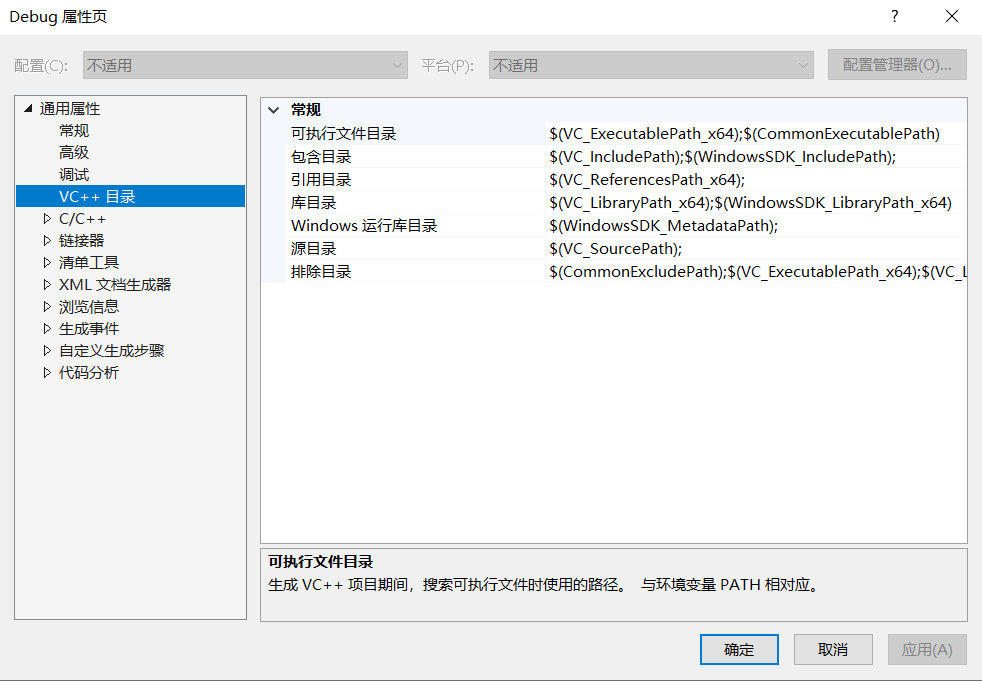 Debug 属性页
?
配置(C): 不适用 平台(P): 不适用 配置管理器(O)...
通用属性
常规
高级
调试
VC++ 目录
C/C++
链接器
清单工具
XML 文档生成器
浏览信息
生成事件
自定义生成步骤
代码分析
常规
可执行文件目录 $(VC_ExecutablePath_x64);$(CommonExecutablePath)
包含目录 $(VC_IncludePath);$(WindowsSDK_IncludePath);
引用目录 $(VC_ReferencesPath_x64);
库目录 $(VC_LibraryPath_x64);$(WindowsSDK_LibraryPath_x64)
Windows 运行库目录 $(WindowsSDK_MetadataPath);
源目录 $(VC_SourcePath);
排除目录 $(CommonExcludePath);$(VC_ExecutablePath_x64);$(VC_L
可执行文件目录
生成 VC++ 项目期间，搜索可执行文件时使用的路径。 与环境变量 PATH 相对应。
确定 取消 应用(A)